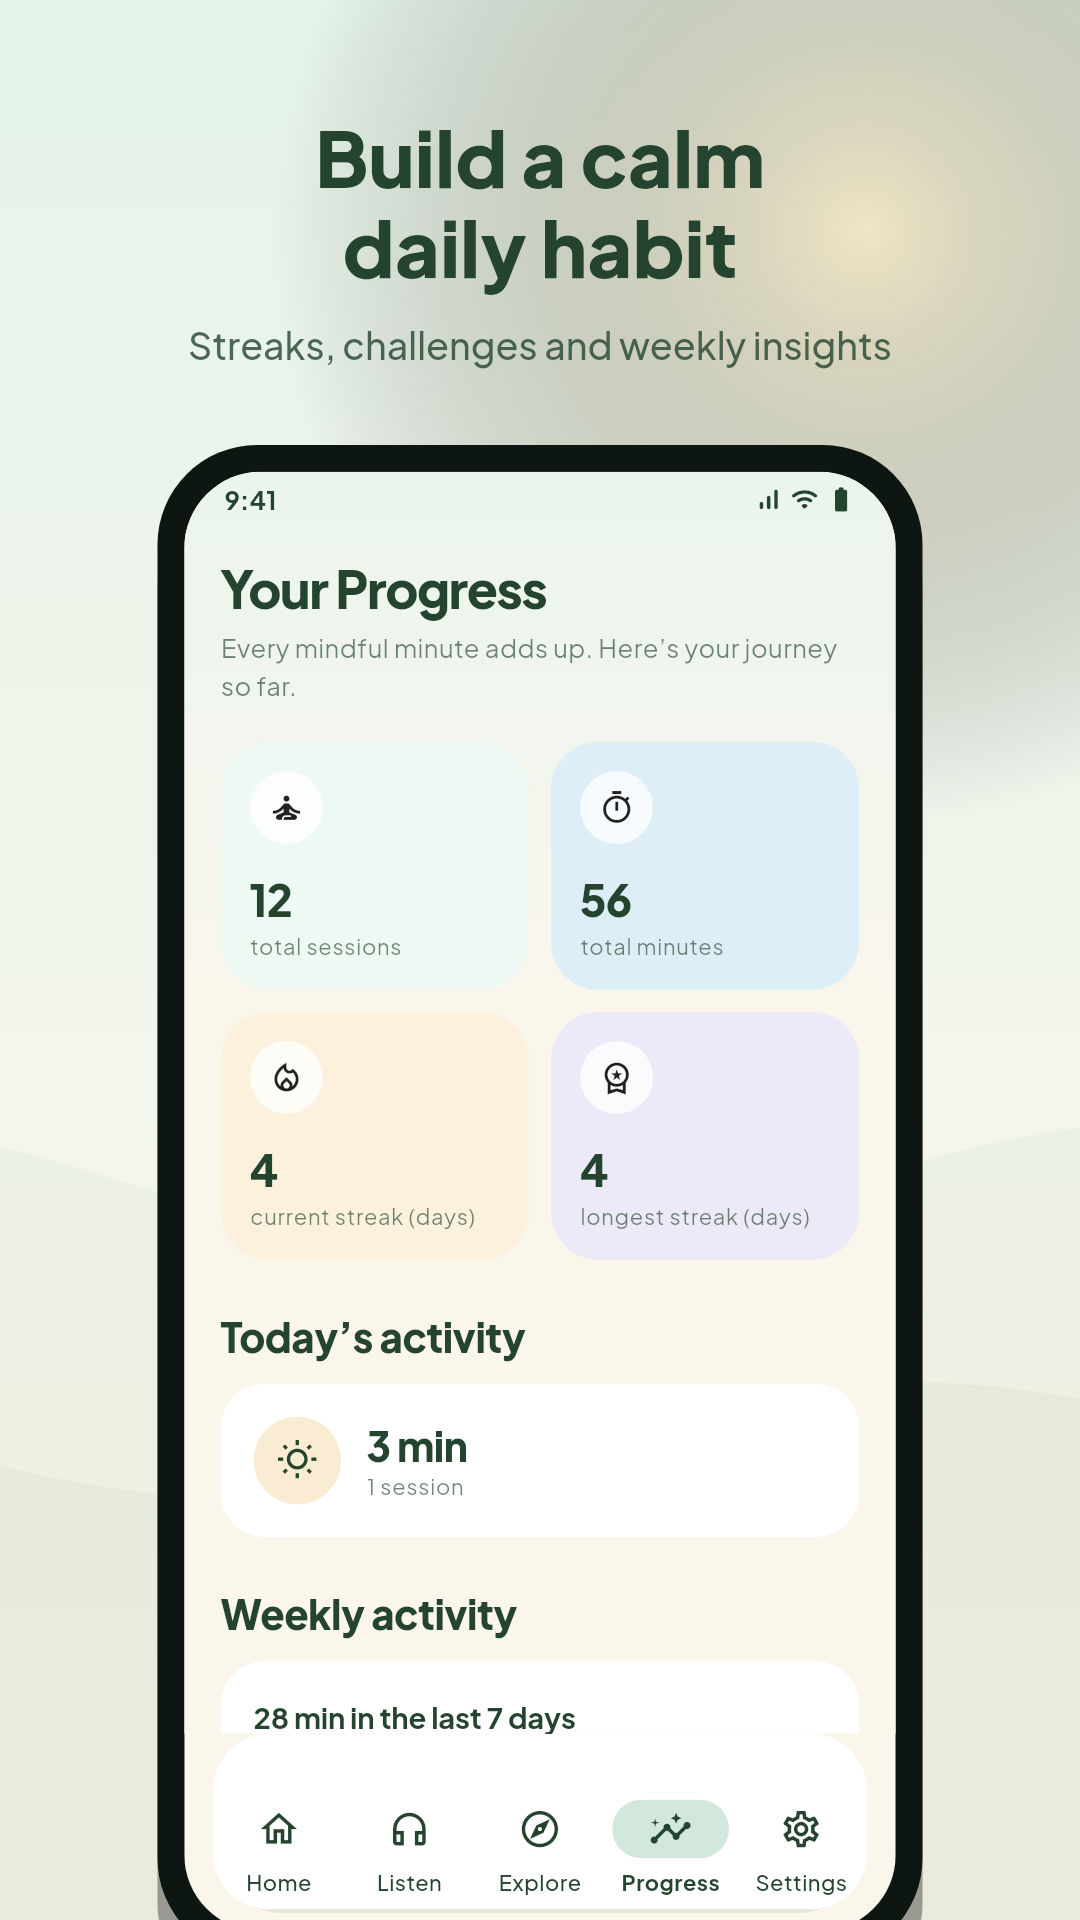 Build a calm
daily habit
Streaks, challenges and weekly insights
9:41
Your Progress
Every mindful minute adds up. Here’s your journey
so far.
12
total sessions
56
total minutes
4
current streak (days)
4
longest streak (days)
Today’s activity
3 min
1 session
Weekly activity
28 min in the last 7 days
Home
Listen
Explore
Progress
Settings